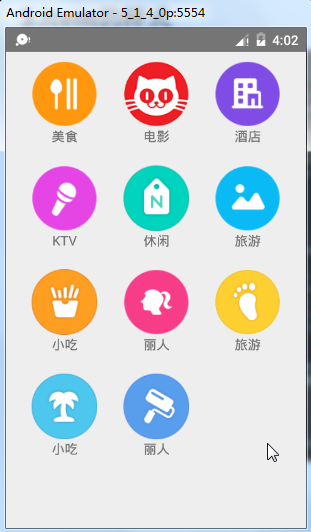 Android Emulator - 5_1_4_0p:5554
4:02
美食 电影 酒店
KTV 休闲 旅游
N
小吃 丽人 旅游
小吃 丽人